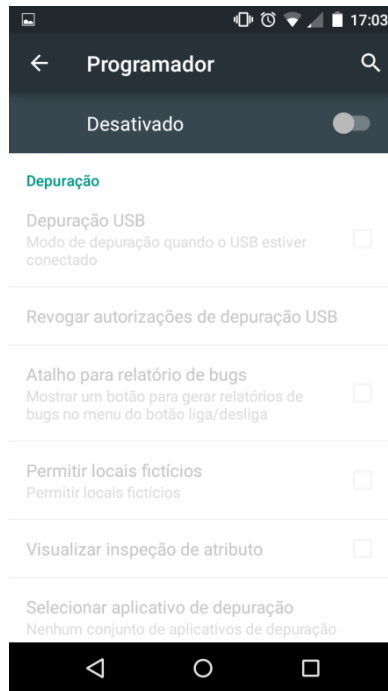 17:03
Programador
Desativado
Depuração
Depuração USB
Modo de depuração quando o USB estiver
conectado
Revogar autorizações de depuração USB
Atalho para relatório de bugs
Mostrar um botão para gerar relatórios de
bugs no menu do botão liga/desliga
Permitir locais fictícios
Permitir locais fictícios
Visualizar inspeção de atributo
Selecionar aplicativo de depuração
Nenhum conjunto de aplicativos de depuração